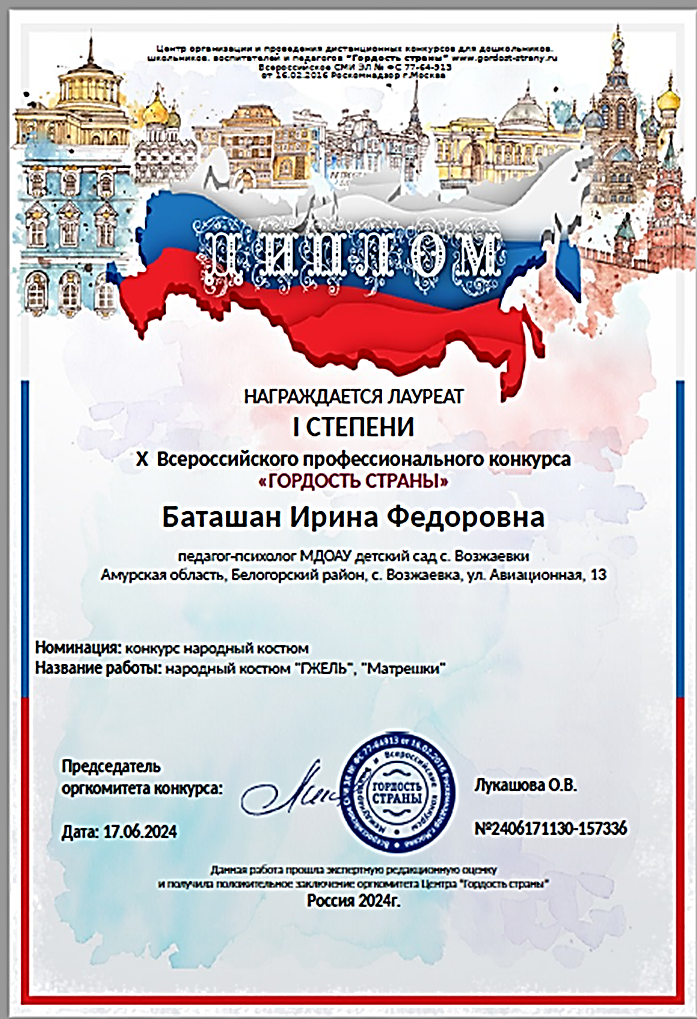 Центр организации и проведения дистанционных конкурсов для дошкольников,
школьников, воспитателей и педагогов "Гордость страны" www.gordost-strany.ru
Всероссийское СМИ ЭЛ № ФС 77-64-913
от 16.02.2016 Роскомнадзор г.Москва
ДИПЛОМ
НАГРАЖДАЕТСЯ ЛАУРЕАТ
I СТЕПЕНИ
X Всероссийского профессионального конкурса
«ГОРДОСТЬ СТРАНЫ»
Баташан Ирина Федоровна
педагог-психолог МДОАУ детский сад с. Возжаевки
Амурская область, Белогорский район, с. Возжаевка, ул. Авиационная, 13
Номинация: конкурс народный костюм
Название работы: народный костюм "ГЖЕЛЬ", "Матрешки"
Председатель
оргкомитета конкурса:
ГОРДОСТЬ
СТРАНЫ
Лукашова О.В.
Дата: 17.06.2024
№2406171130-157336
Данная работа прошла экспертную редакционную оценку
и получила положительное заключение оргкомитета Центра "Гордость страны"
Россия 2024г.